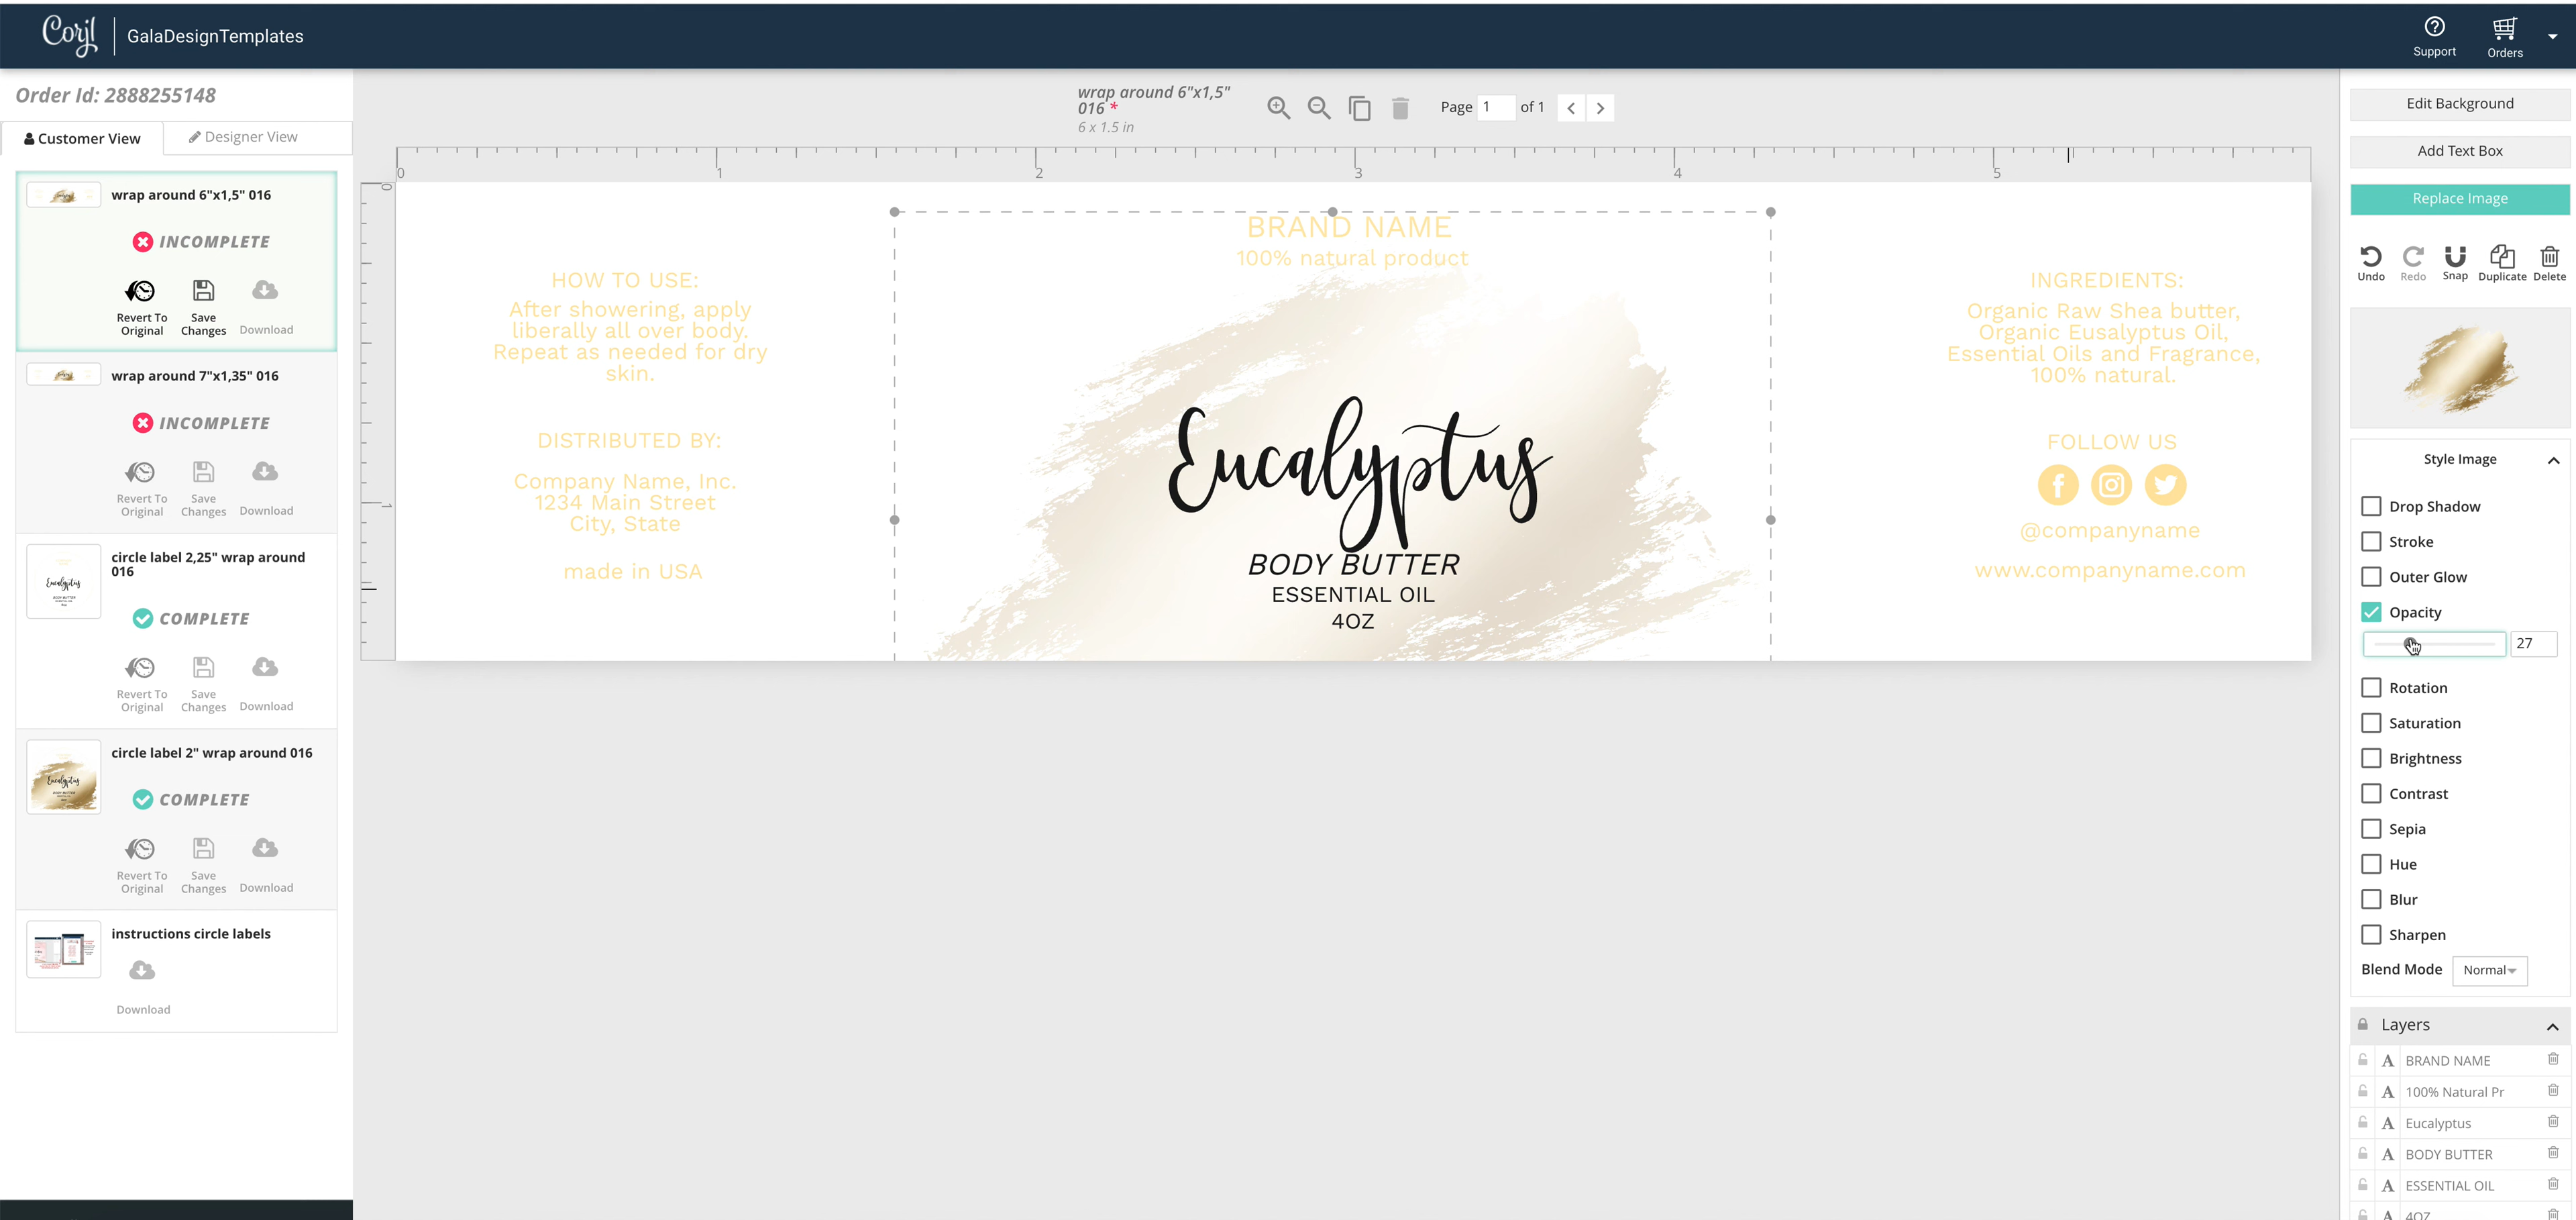 Corjl
GalaDesignTemplates
Support
Orders
Order Id: 2888255148
Customer View
Designer View
wrap around 6"x1,5" 016
INCOMPLETE
Revert To
Original
Save
Changes
Download
wrap around 7"x1,35" 016
INCOMPLETE
Revert To
Original
Save
Changes
Download
circle label 2,25" wrap around
016
COMPLETE
Revert To
Original
Save
Changes
Download
circle label 2" wrap around 016
COMPLETE
Revert To
Original
Save
Changes
Download
instructions circle labels
Download
wrap around 6"x1,5"
016 *
6 x 1.5 in
Page 1 of 1
0 1 2 3 4 5
0
1
HOW TO USE:
After showering, apply
liberally all over body.
Repeat as needed for dry
skin.
DISTRIBUTED BY:
Company Name, Inc.
1234 Main Street
City, State
made in USA
BRAND NAME
100% natural product
Eucalyptus
BODY BUTTER
ESSENTIAL OIL
4OZ
INGREDIENTS:
Organic Raw Shea butter,
Organic Eusalyptus Oil,
Essential Oils and Fragrance,
100% natural.
FOLLOW US
@companyname
www.companyname.com
Edit Background
Add Text Box
Replace Image
Undo
Redo
Snap
Duplicate
Delete
Style Image
Drop Shadow
Stroke
Outer Glow
Opacity
27
Rotation
Saturation
Brightness
Contrast
Sepia
Hue
Blur
Sharpen
Blend Mode Normal
Layers
A BRAND NAME
A 100% Natural Pr
A Eucalyptus
A BODY BUTTER
A ESSENTIAL OIL
A 4OZ